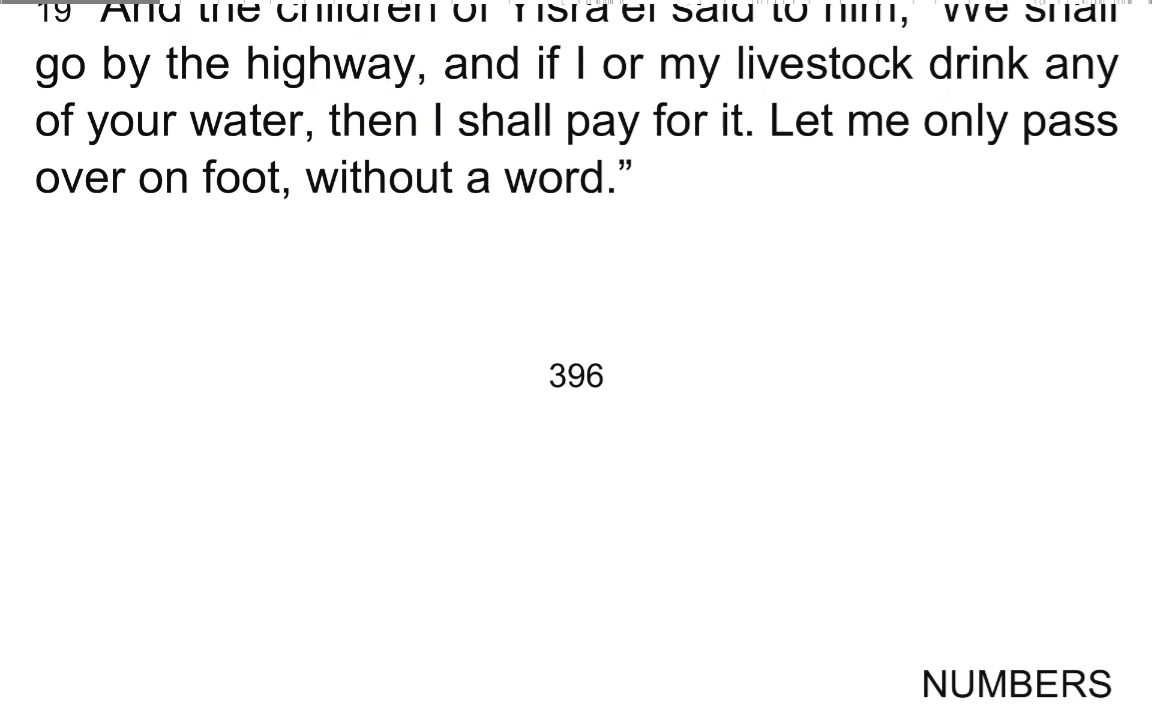 19 And the children of Yisra'ĕl said to him, “We shall
go by the highway, and if I or my livestock drink any
of your water, then I shall pay for it. Let me only pass
over on foot, without a word.”
396
NUMBERS